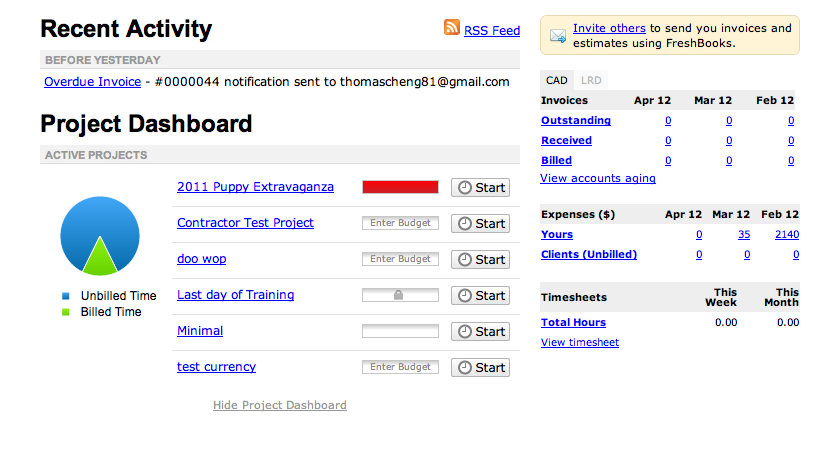 Recent Activity
RSS Feed
BEFORE YESTERDAY
Overdue Invoice - #0000044 notification sent to thomascheng81@gmail.com
Project Dashboard
ACTIVE PROJECTS
Unbilled Time
Billed Time
2011 Puppy Extravaganza Start
Contractor Test Project Enter Budget Start
doo wop Enter Budget Start
Last day of Training Start
Minimal Start
test currency Enter Budget Start
Hide Project Dashboard
Invite others to send you invoices and
estimates using FreshBooks.
CAD LRD
Invoices Apr 12 Mar 12 Feb 12
Outstanding 0 0 0
Received 0 0 0
Billed 0 0 0
View accounts aging
Expenses ($) Apr 12 Mar 12 Feb 12
Yours 0 35 2140
Clients (Unbilled) 0 0 0
Timesheets This Week This Month
Total Hours 0.00 0.00
View timesheet